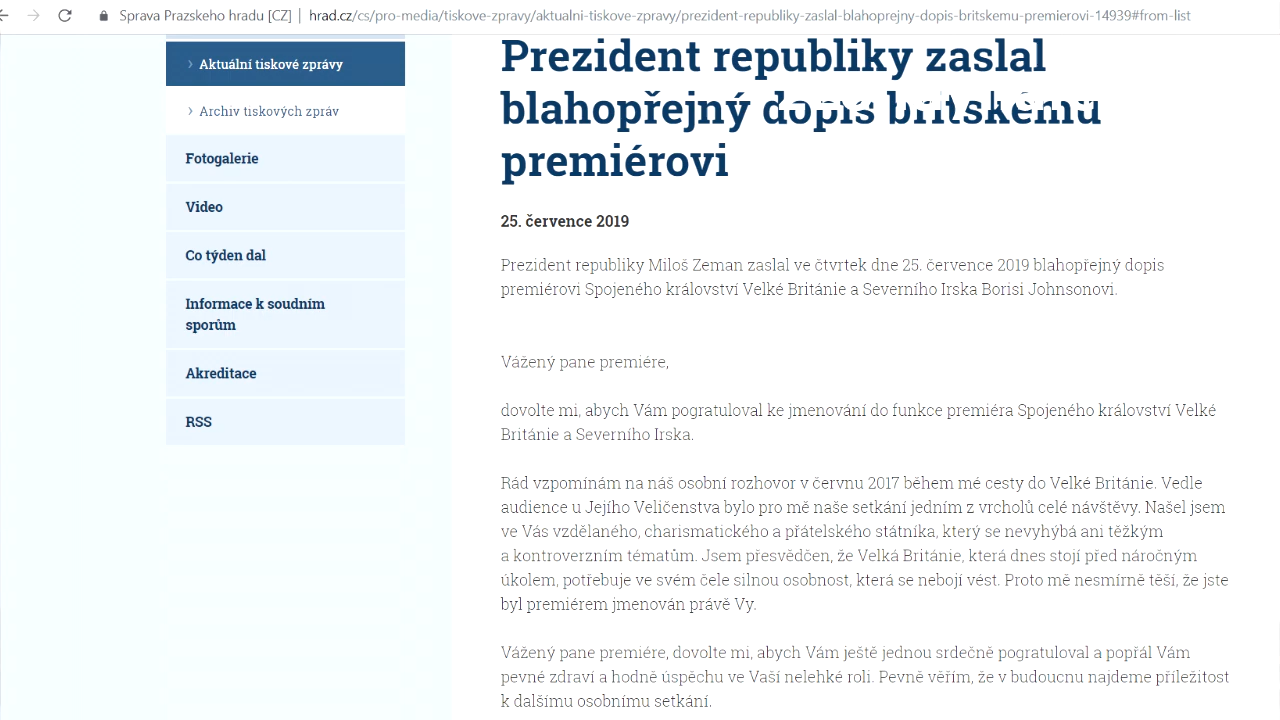 Sprava Prazskeho hradu [CZ] | hrad.cz/cs/pro-media/tiskove-zpravy/aktualni-tiskove-zpravy/prezident-republiky-zaslal-blahoprejny-dopis-britskemu-premierovi-14939#from-list
Aktuální tiskové zprávy
Archiv tiskových zpráv
Fotogalerie
Video
Co týden dal
Informace k soudním
sporům
Akreditace
RSS
Prezident republiky zaslal
blahopřejný dopis britskému
premiérovi
25. července 2019
Prezident republiky Miloš Zeman zaslal ve čtvrtek dne 25. července 2019 blahopřejný dopis
premiérovi Spojeného království Velké Británie a Severního Irska Borisi Johnsonovi.
Vážený pane premiére,
dovolte mi, abych Vám pogratuloval ke jmenování do funkce premiéra Spojeného království Velké
Británie a Severního Irska.
Rád vzpomínám na náš osobní rozhovor v červnu 2017 během mé cesty do Velké Británie. Vedle
audience u Jejího Veličenstva bylo pro mě naše setkání jedním z vrcholů celé návštěvy. Našel jsem
ve Vás vzdělaného, charismatického a přátelského státníka, který se nevyhýbá ani těžkým
a kontroverzním tématům. Jsem přesvědčen, že Velká Británie, která dnes stojí před náročným
úkolem, potřebuje ve svém čele silnou osobnost, která se nebojí vést. Proto mě nesmírně těší, že jste
byl premiérem jmenován právě Vy.
Vážený pane premiére, dovolte mi, abych Vám ještě jednou srdečně pogratuloval a popřál Vám
pevné zdraví a hodně úspěchu ve Vaší nelehké roli. Pevně věřím, že v budoucnu najdeme příležitost
k dalšímu osobnímu setkání.